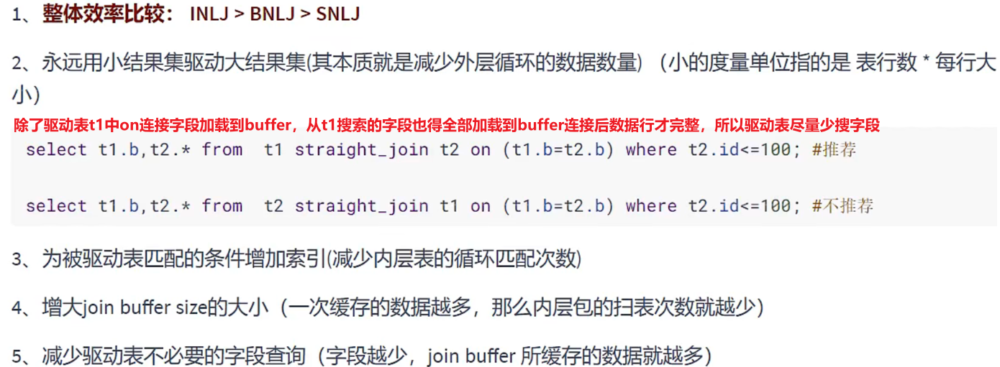 1、整体效率比较： INLJ > BNLJ > SNLJ
2、永远用小结果集驱动大结果集(其本质就是减少外层循环的数据数量) （小的度量单位指的是 表行数 * 每行大
小）
除了驱动表t1中on连接字段加载到buffer，从t1搜索的字段也得全部加载到buffer连接后数据行才完整，所以驱动表尽量少搜字段
select t1.b,t2.* from  t1 straight_join t2 on (t1.b=t2.b) where t2.id<=100; #推荐
select t1.b,t2.* from  t2 straight_join t1 on (t1.b=t2.b) where t2.id<=100; #不推荐
3、为被驱动表匹配的条件增加索引(减少内层表的循环匹配次数)
4、增大join buffer size的大小（一次缓存的数据越多，那么内层包的扫表次数就越少）
5、减少驱动表不必要的字段查询（字段越少，join buffer 所缓存的数据就越多）